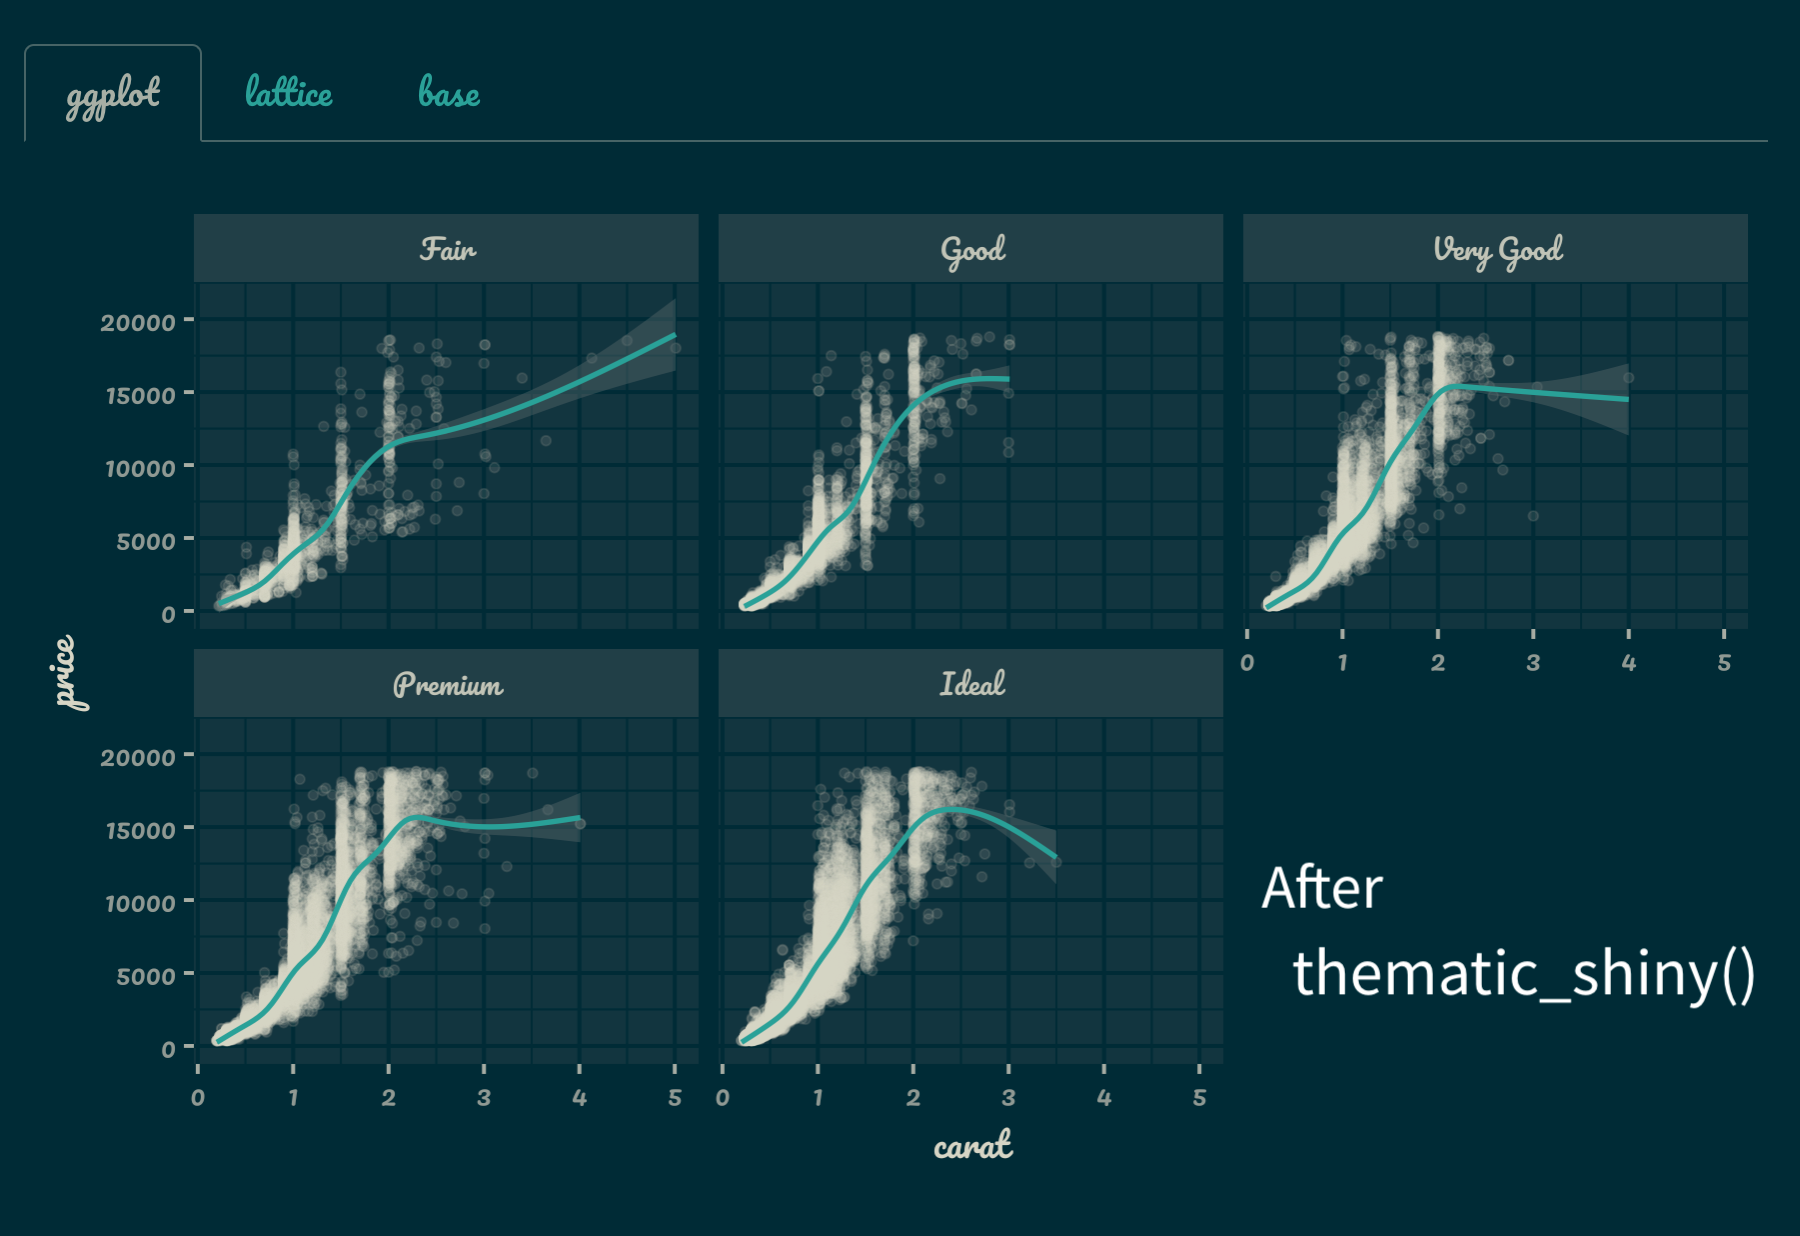 ggplot lattice base
Fair Good Very Good
20000
15000
10000
5000
0
0 1 2 3 4 5
price
Premium Ideal
20000
15000
10000
5000
0
0 1 2 3 4 5 0 1 2 3 4 5
carat
After
thematic_shiny()